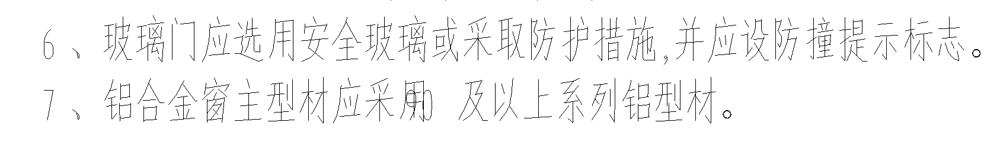 6、玻璃门应选用安全玻璃或采取防护措施,并应设防撞提示标志。
7、铝合金窗主型材应采用90 及以上系列铝型材。